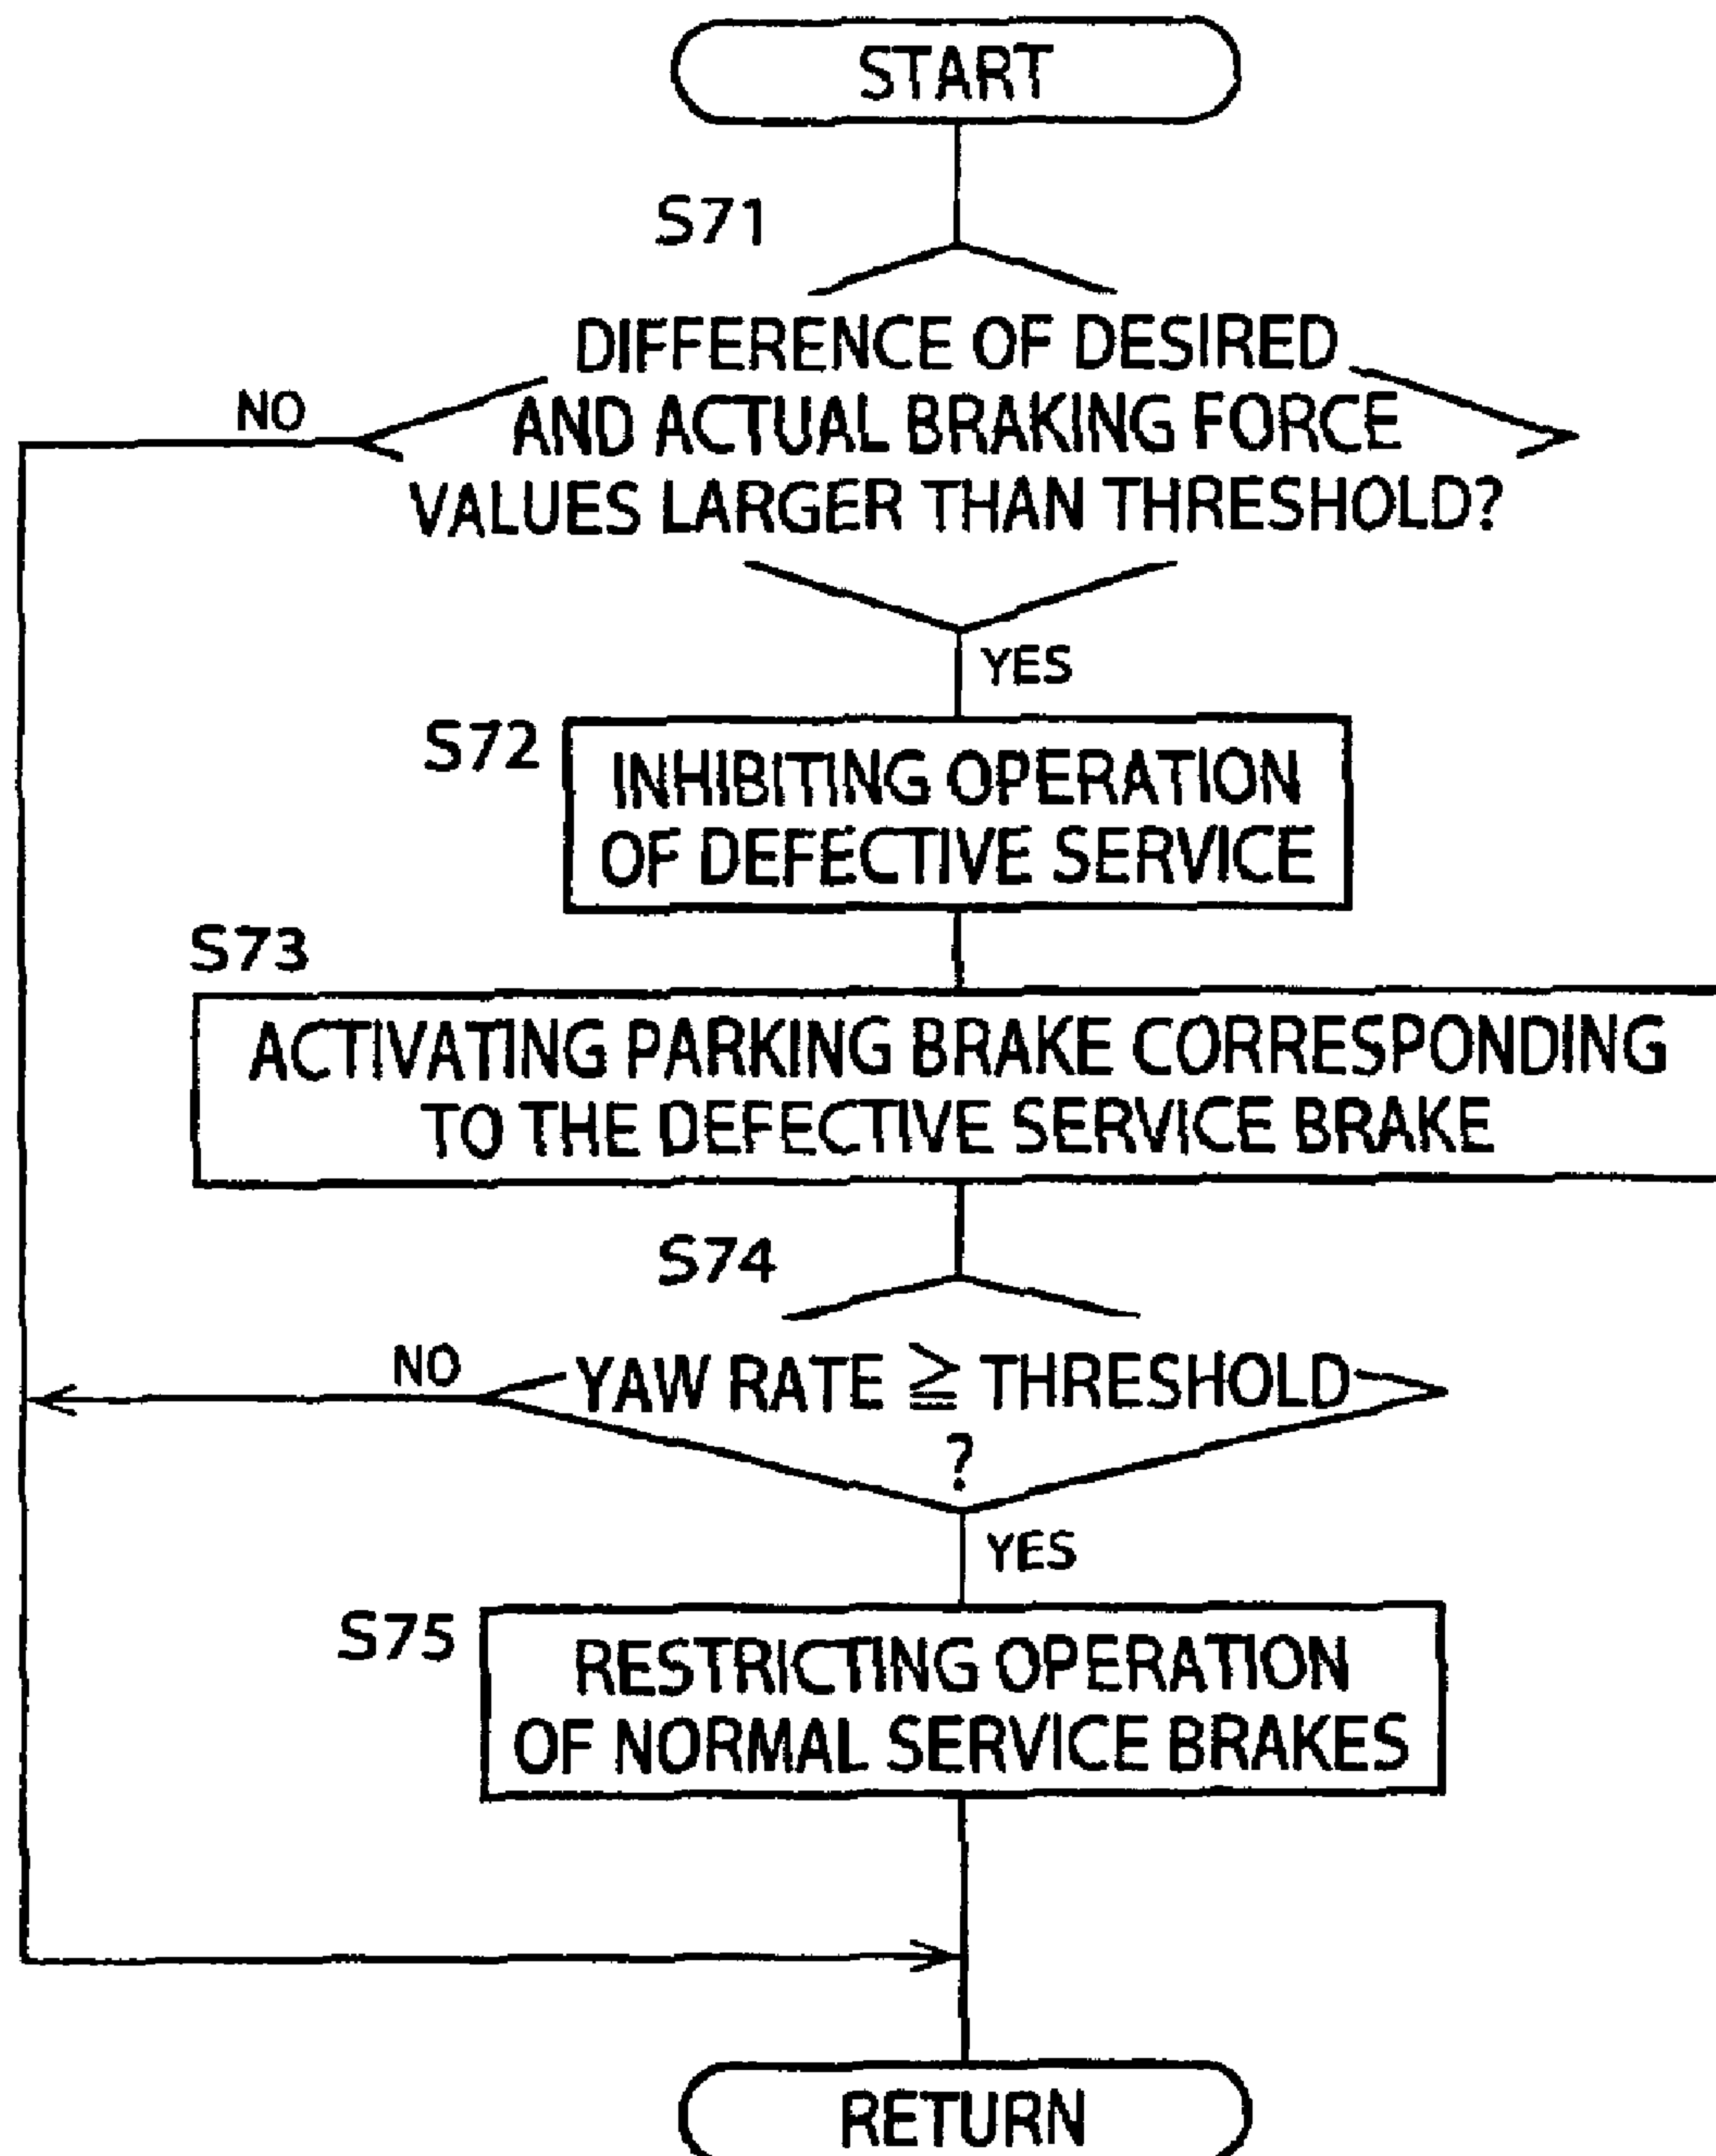 START
S71
DIFFERENCE OF DESIRED
AND ACTUAL BRAKING FORCE
VALUES LARGER THAN THRESHOLD?
NO
YES
S72
INHIBITING OPERATION
OF DEFECTIVE SERVICE
S73
ACTIVATING PARKING BRAKE CORRESPONDING
TO THE DEFECTIVE SERVICE BRAKE
S74
NO
YAW RATE ≧ THRESHOLD
?
YES
S75
RESTRICTING OPERATION
OF NORMAL SERVICE BRAKES
RETURN